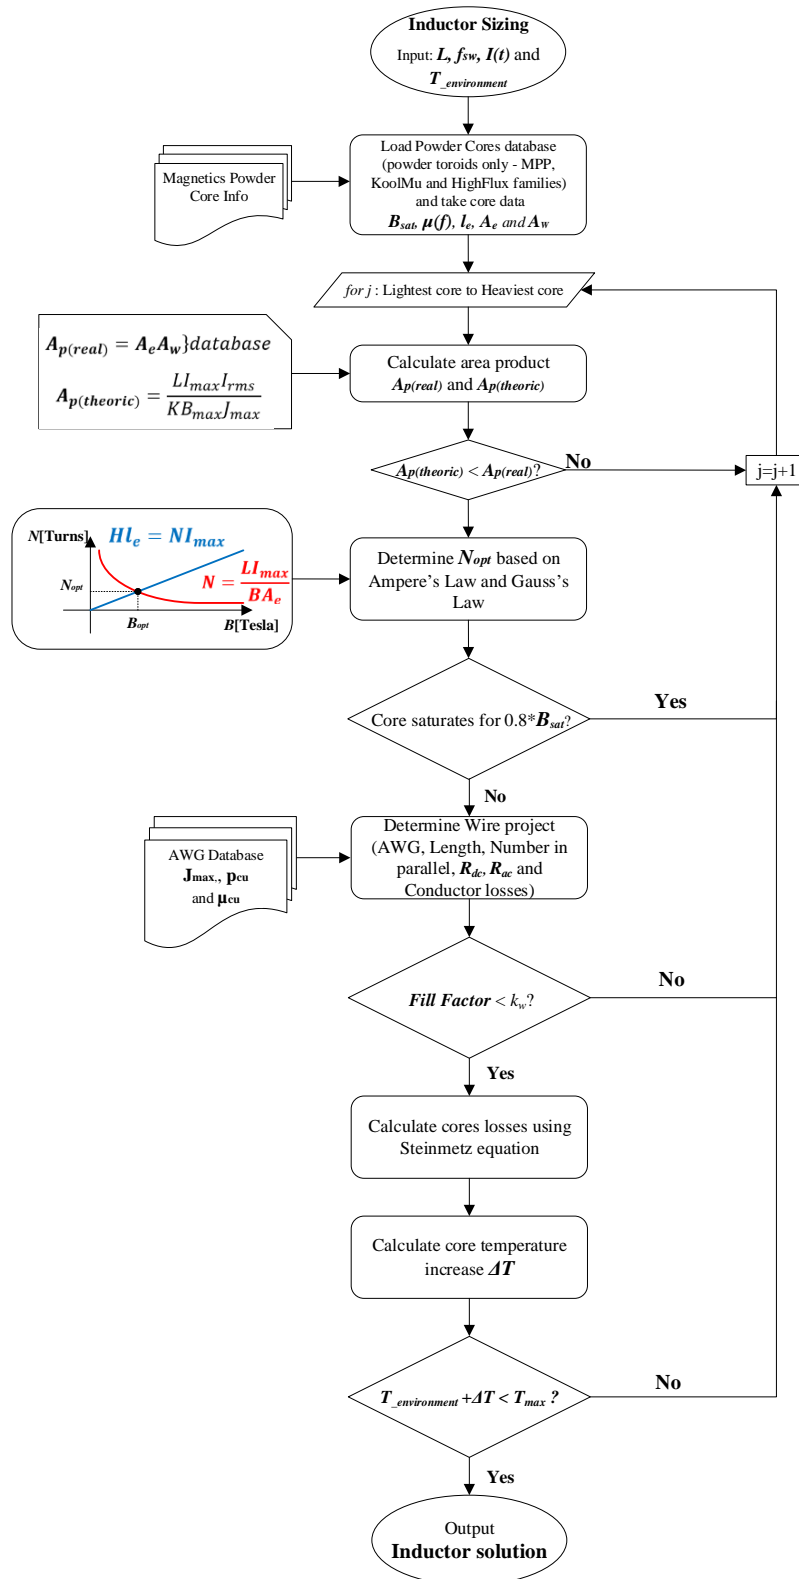 Inductor Sizing
Input: L, fsw, I(t) and
T_environment
Magnetics Powder
Core Info
Load Powder Cores database
(powder toroids only - MPP,
KoolMu and HighFlux families)
and take core data
Bsat, μ(f), le, Ae and Aw
for j : Lightest core to Heaviest core
Ap(real) = AeAw}database
Ap(theoric) = LImaxIrms / KBmaxJmax
Calculate area product
Ap(real) and Ap(theoric)
Ap(theoric) < Ap(real)?
No
j=j+1
N[Turns]
Hle = NImax
N = LImax / BAe
Nopt
Bopt
B[Tesla]
Determine Nopt based on
Ampere's Law and Gauss's
Law
Core saturates for 0.8*Bsat?
Yes
No
AWG Database
Jmax., pcu
and μcu
Determine Wire project
(AWG, Length, Number in
parallel, Rdc, Rac and
Conductor losses)
Fill Factor < kw?
No
Yes
Calculate cores losses using
Steinmetz equation
Calculate core temperature
increase ΔT
T_environment+ΔT < Tmax ?
No
Yes
Output
Inductor solution